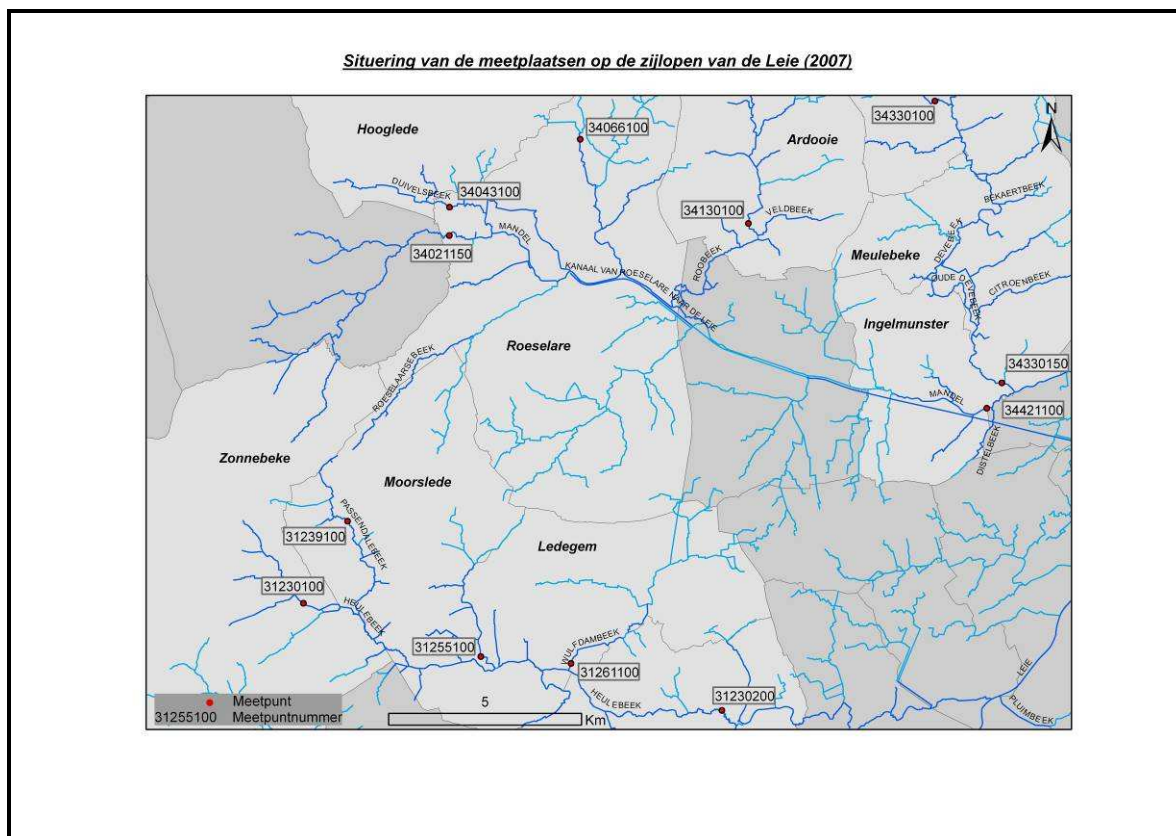 Situering van de meetplaatsen op de zijlopen van de Leie (2007)
N
34330100
Hooglede
34066100
Ardooie
DUIVELSBEEK
34043100
BEKAERTBEEK
34130100
VELDBEEK
MANDEL
34021150
DEVEBEEK
Meulebeke
ROOBEEK
KANAAL VAN ROESELARE NAAR DE LEIE
OUDE DEVEBEEK
CITROENBEEK
Ingelmunster
Roeselare
ROESELAARSEBEEK
34330150
MANDEL
34421100
Zonnebeke
DISTELBEEK
Moorslede
PASSENDALEBEEK
31239100
Ledegem
31230100
HEULEBEEK
WULFDAMBEEK
31255100
31261100
LEIE
HEULEBEEK
31230200
PLUIMBEEK
Meetpunt
31255100 Meetpuntnummer
5
Km